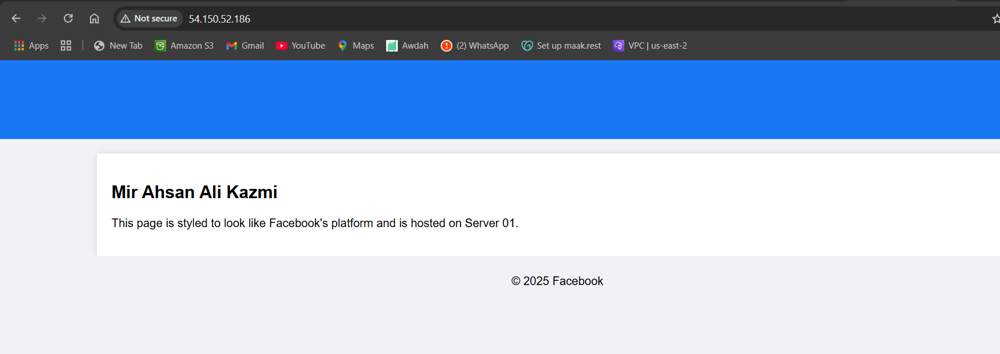 Not secure 54.150.52.186
Apps New Tab Amazon S3 Gmail YouTube Maps Awdah (2) WhatsApp Set up maak.rest VPC | us-east-2
Mir Ahsan Ali Kazmi
This page is styled to look like Facebook's platform and is hosted on Server 01.
© 2025 Facebook